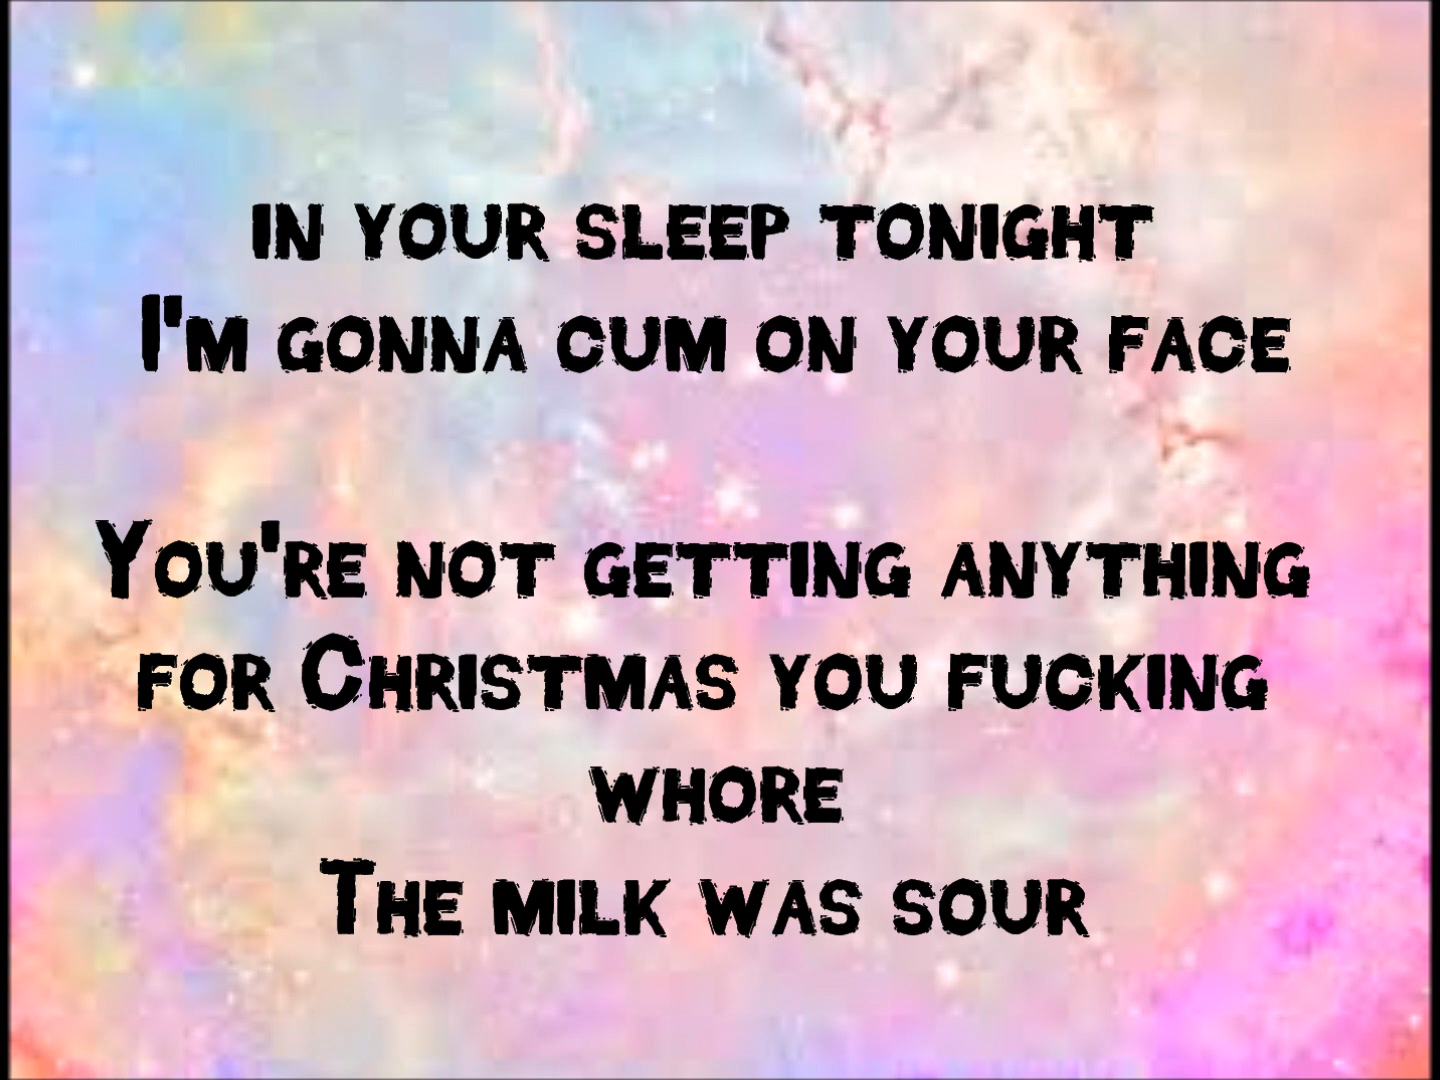 in your sleep tonight
I'm gonna cum on your face
You're not getting anything
for Christmas you fucking
whore
The milk was sour